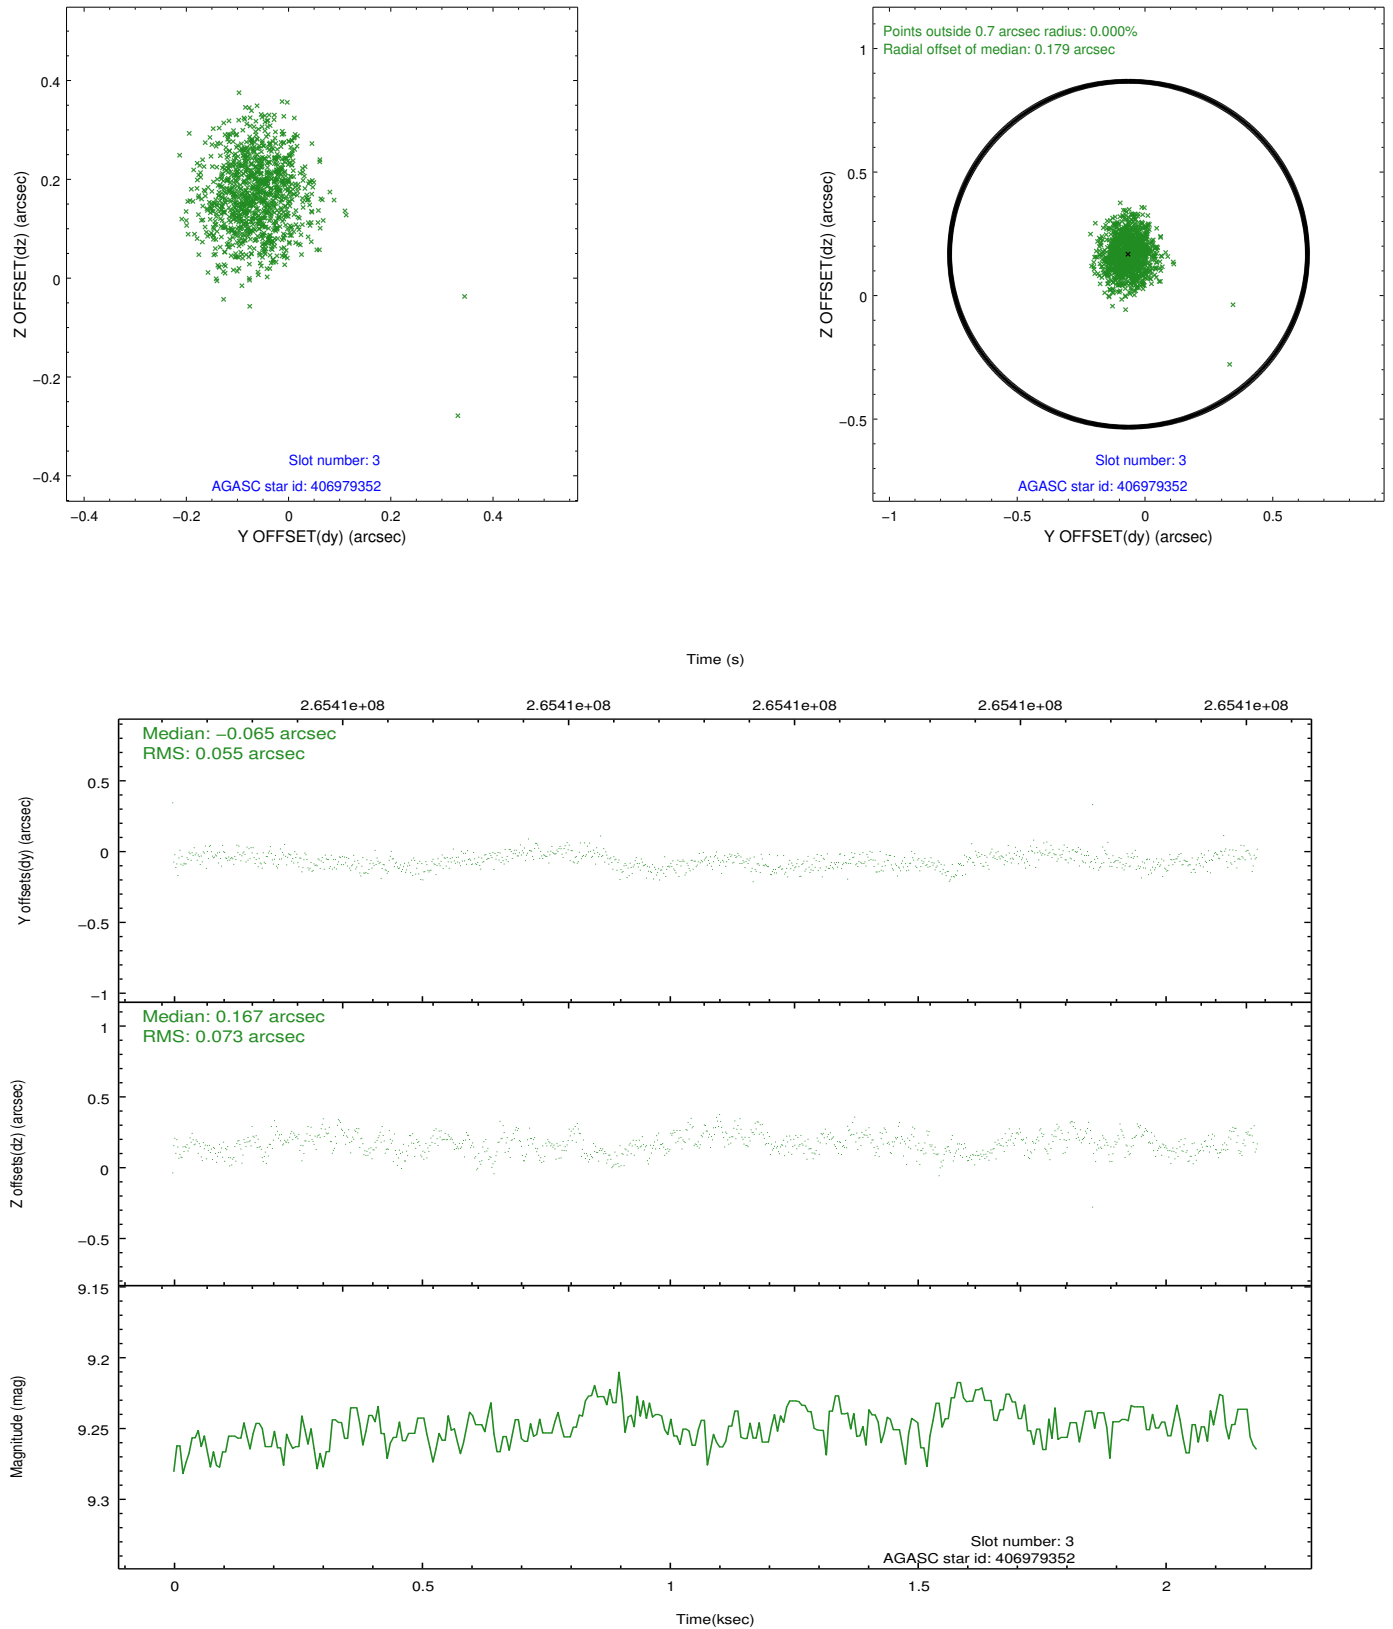 0.4
0.2
0
−0.2
−0.4
Z OFFSET(dz) (arcsec)
Slot number: 3
AGASC star id: 406979352
−0.4 −0.2 0 0.2 0.4
Y OFFSET(dy) (arcsec)
Points outside 0.7 arcsec radius: 0.000%
Radial offset of median: 0.179 arcsec
1
0.5
0
−0.5
Z OFFSET(dz) (arcsec)
Slot number: 3
AGASC star id: 406979352
−1 −0.5 0 0.5
Y OFFSET(dy) (arcsec)
Time (s)
2.6541e+08 2.6541e+08 2.6541e+08 2.6541e+08 2.6541e+08
Median: −0.065 arcsec
RMS: 0.055 arcsec
0.5
0
−0.5
−1
Y offsets(dy) (arcsec)
Median: 0.167 arcsec
RMS: 0.073 arcsec
1
0.5
0
−0.5
Z offsets(dz) (arcsec)
9.15
9.2
9.25
9.3
Magnitude (mag)
Slot number: 3
AGASC star id: 406979352
0 0.5 1 1.5 2
Time(ksec)